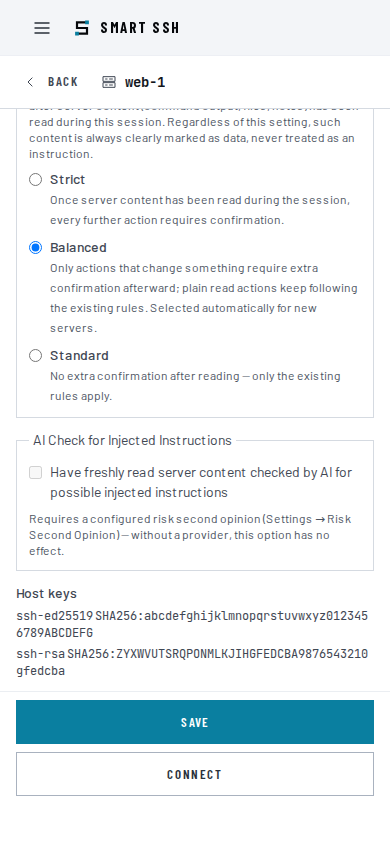 SMART SSH
BACK
web-1
read during this session. Regardless of this setting, such
content is always clearly marked as data, never treated as an
instruction.
Strict
Once server content has been read during the session,
every further action requires confirmation.
Balanced
Only actions that change something require extra
confirmation afterward; plain read actions keep following
the existing rules. Selected automatically for new
servers.
Standard
No extra confirmation after reading — only the existing
rules apply.
AI Check for Injected Instructions
Have freshly read server content checked by AI for
possible injected instructions
Requires a configured risk second opinion (Settings → Risk
Second Opinion) — without a provider, this option has no
effect.
Host keys
ssh-ed25519 SHA256:abcdefghijklmnopqrstuvwxyz012345
6789ABCDEFG
ssh-rsa SHA256:ZYXWVUTSRQPONMLKJIHGFEDCBA9876543210
gfedcba
SAVE
CONNECT